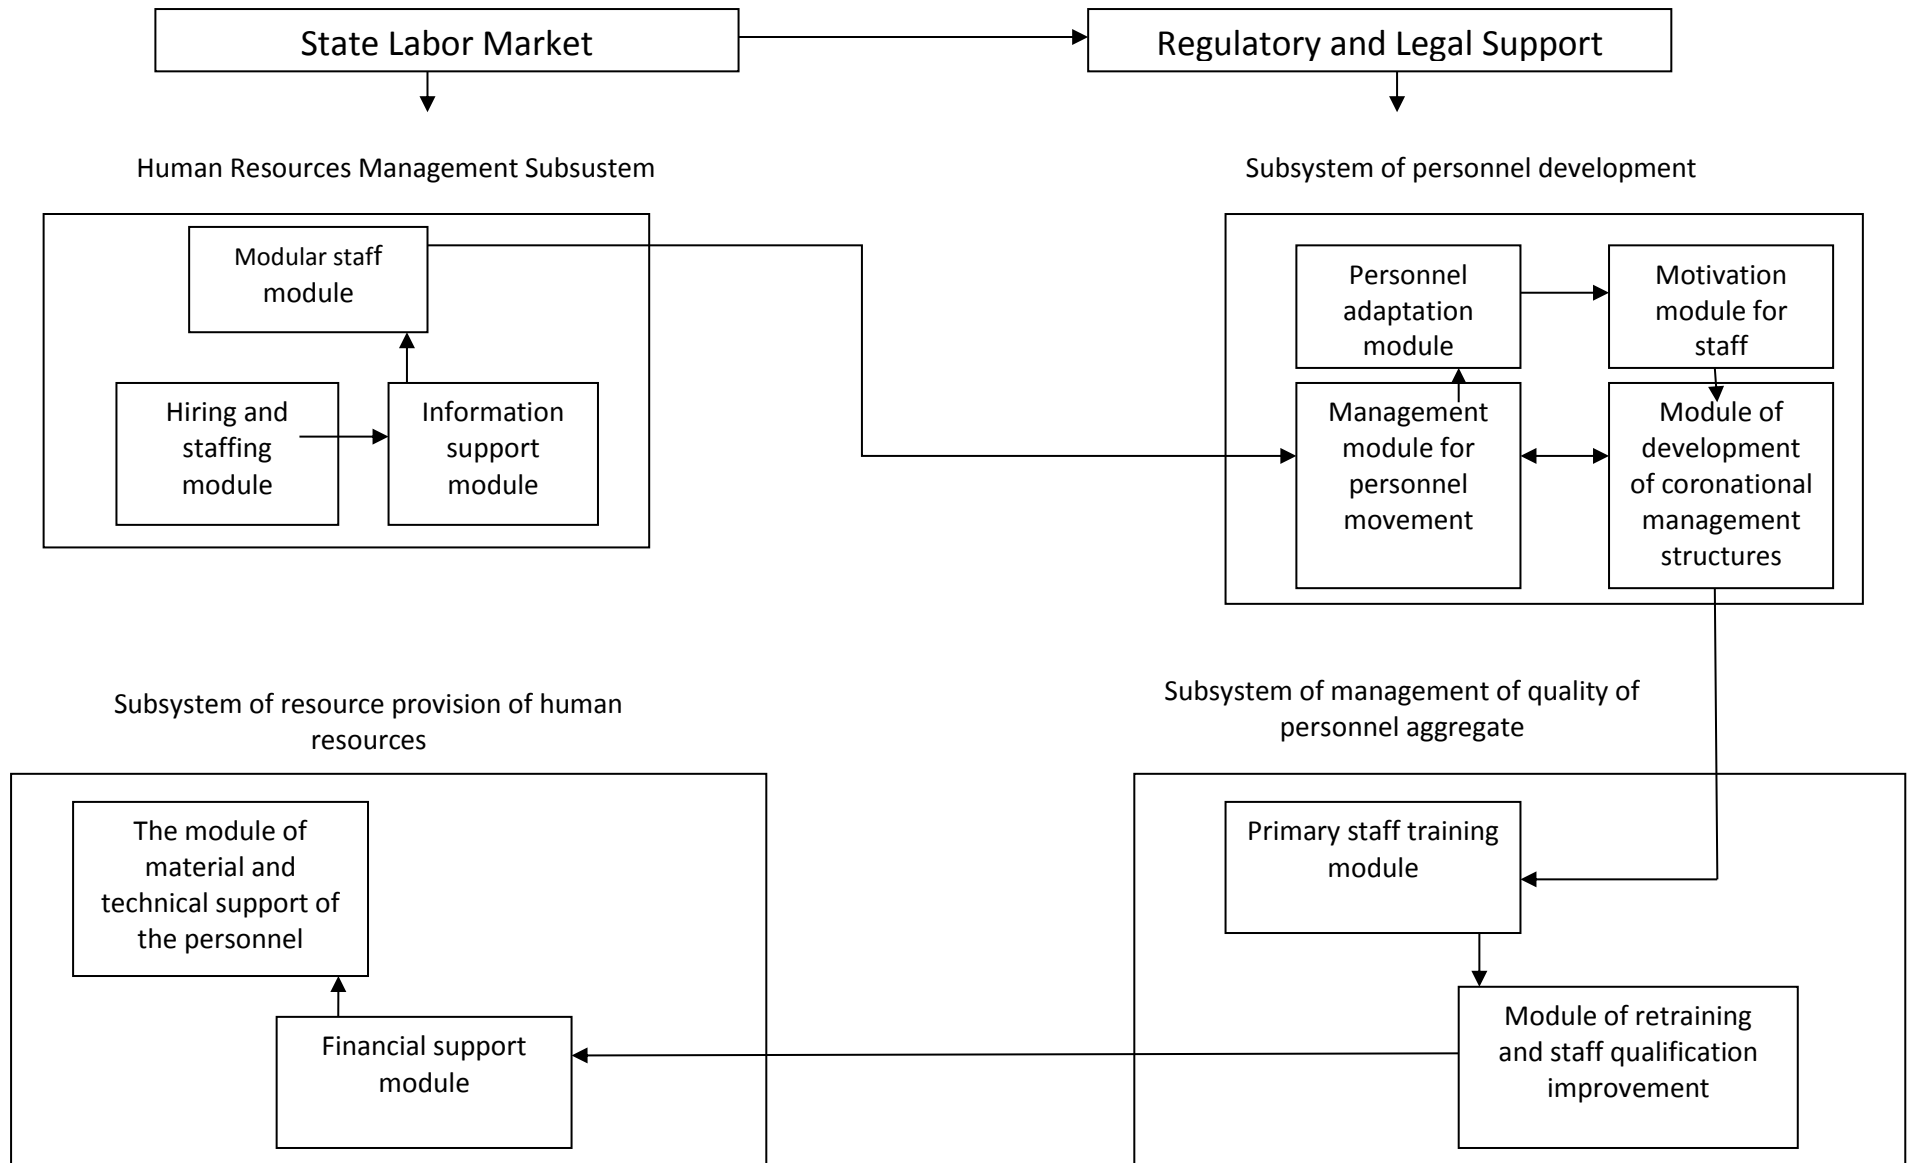 State Labor Market
Regulatory and Legal Support
Human Resources Management Subsustem
Subsystem of personnel development
Modular staff
module
Hiring and
staffing
module
Information
support
module
Personnel
adaptation
module
Motivation
module for
staff
Management
module for
personnel
movement
Module of
development
of coronational
management
structures
Subsystem of resource provision of human
resources
Subsystem of management of quality of
personnel aggregate
The module of
material and
technical support of
the personnel
Financial support
module
Primary staff training
module
Module of retraining
and staff qualification
improvement